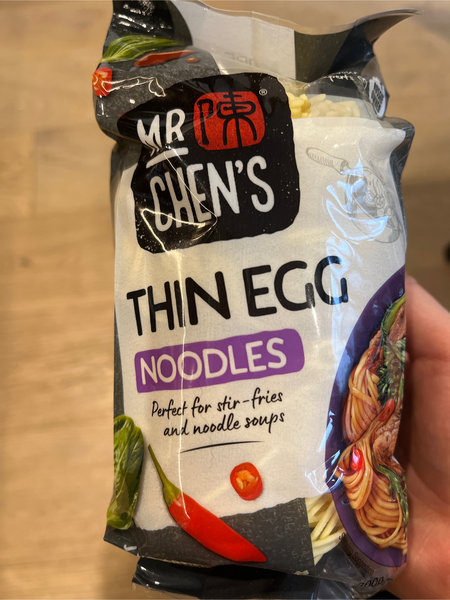 MR 陳®
CHEN'S
THIN EGG
NOODLES
Perfect for stir-fries
and noodle soups